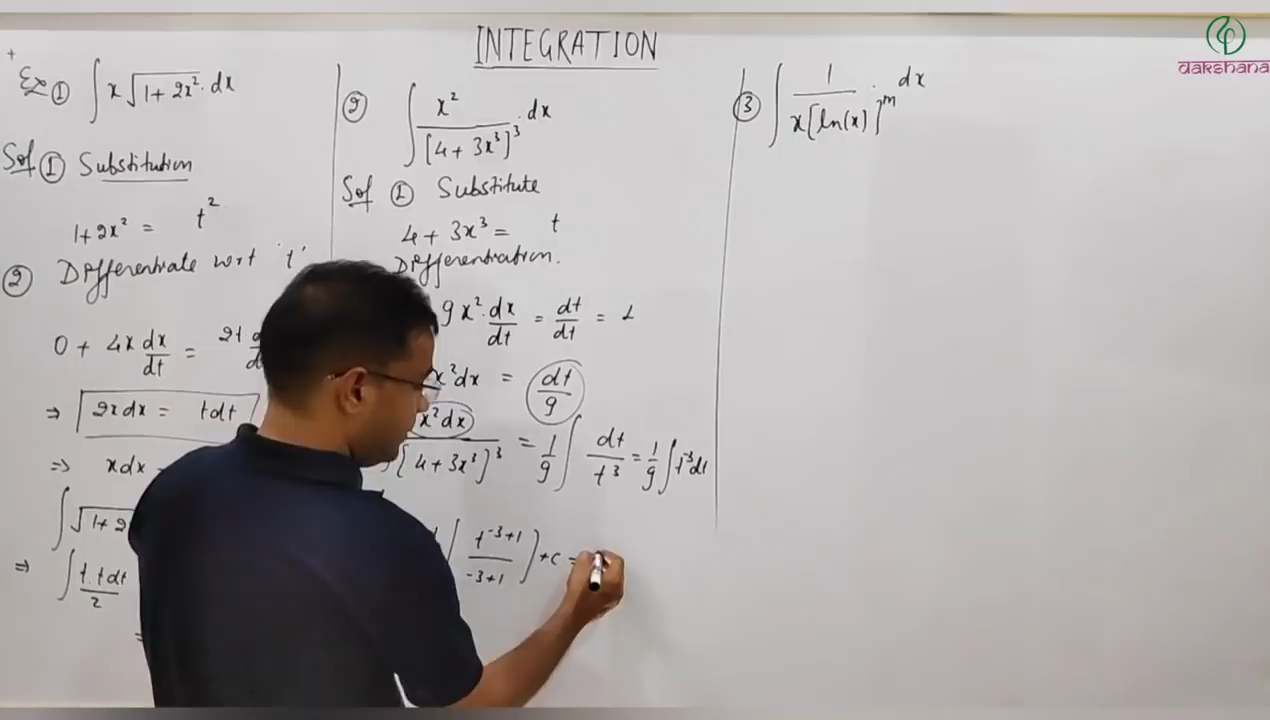 INTEGRATION
dakshana
Ex ① ∫ x √(1 + 2x²) · dx
Sol ① Substitution
1 + 2x² = t²
② Differentiate wrt 't'
0 + 4x dx/dt = 2t
⇒ 2x dx = t dt
⇒ x dx
∫ √1 + 2
⇒ ∫ t · t dt / 2
=
② ∫ x² / [4 + 3x³]³ · dx
Sol ① Substitute
4 + 3x³ = t
Differentiation.
9x² · dx/dt = dt/dt = 1
x² dx = dt/9
x² dx / [4 + 3x³]³ = 1/9 ∫ dt/t³ = 1/9 ∫ t⁻³ dt
[t⁻³⁺¹ / -3+1] + c =
③ ∫ 1 / x[ln(x)]ᵐ · dx